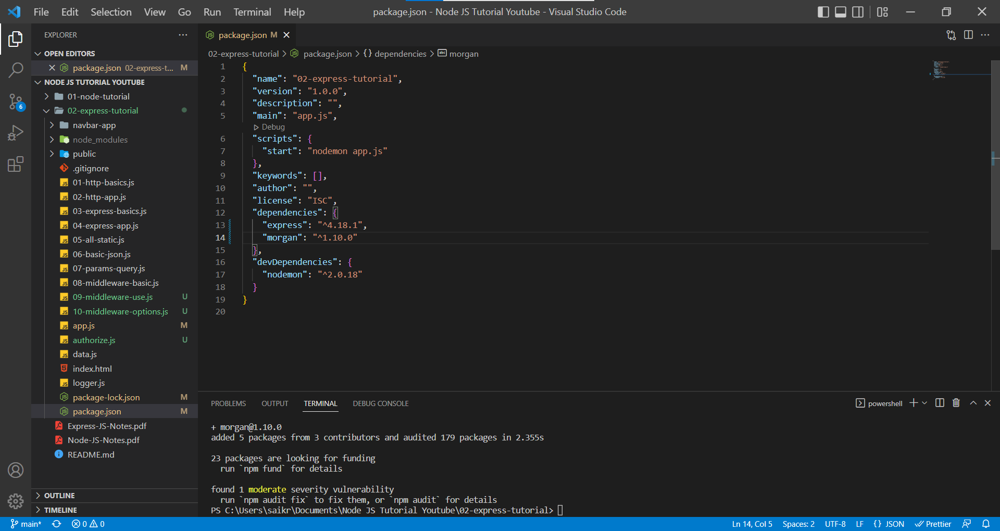 File Edit Selection View Go Run Terminal Help
package.json - Node JS Tutorial Youtube - Visual Studio Code
EXPLORER
OPEN EDITORS
package.json 02-express-t... M
NODE JS TUTORIAL YOUTUBE
01-node-tutorial
02-express-tutorial
navbar-app
node_modules
public
.gitignore
01-http-basics.js
02-http-app.js
03-express-basics.js
04-express-app.js
05-all-static.js
06-basic-json.js
07-params-query.js
08-middleware-basic.js
09-middleware-use.js U
10-middleware-options.js U
app.js M
authorize.js U
data.js
index.html
logger.js
package-lock.json M
package.json M
Express-JS-Notes.pdf
Node-JS-Notes.pdf
README.md
OUTLINE
TIMELINE
6
package.json M
02-express-tutorial > package.json > {} dependencies > morgan
1 {
2 "name": "02-express-tutorial",
3 "version": "1.0.0",
4 "description": "",
5 "main": "app.js",
Debug
6 "scripts": {
7 "start": "nodemon app.js"
8 },
9 "keywords": [],
10 "author": "",
11 "license": "ISC",
12 "dependencies": {
13 "express": "^4.18.1",
14 "morgan": "^1.10.0"
15 },
16 "devDependencies": {
17 "nodemon": "^2.0.18"
18 }
19 }
20
PROBLEMS OUTPUT TERMINAL DEBUG CONSOLE
powershell
+ morgan@1.10.0
added 5 packages from 3 contributors and audited 179 packages in 2.355s
23 packages are looking for funding
run `npm fund` for details
found 1 moderate severity vulnerability
run `npm audit fix` to fix them, or `npm audit` for details
PS C:\Users\saikr\Documents\Node JS Tutorial Youtube\02-express-tutorial>
main* 0 0
Ln 14, Col 5 Spaces: 2 UTF-8 LF {} JSON Prettier